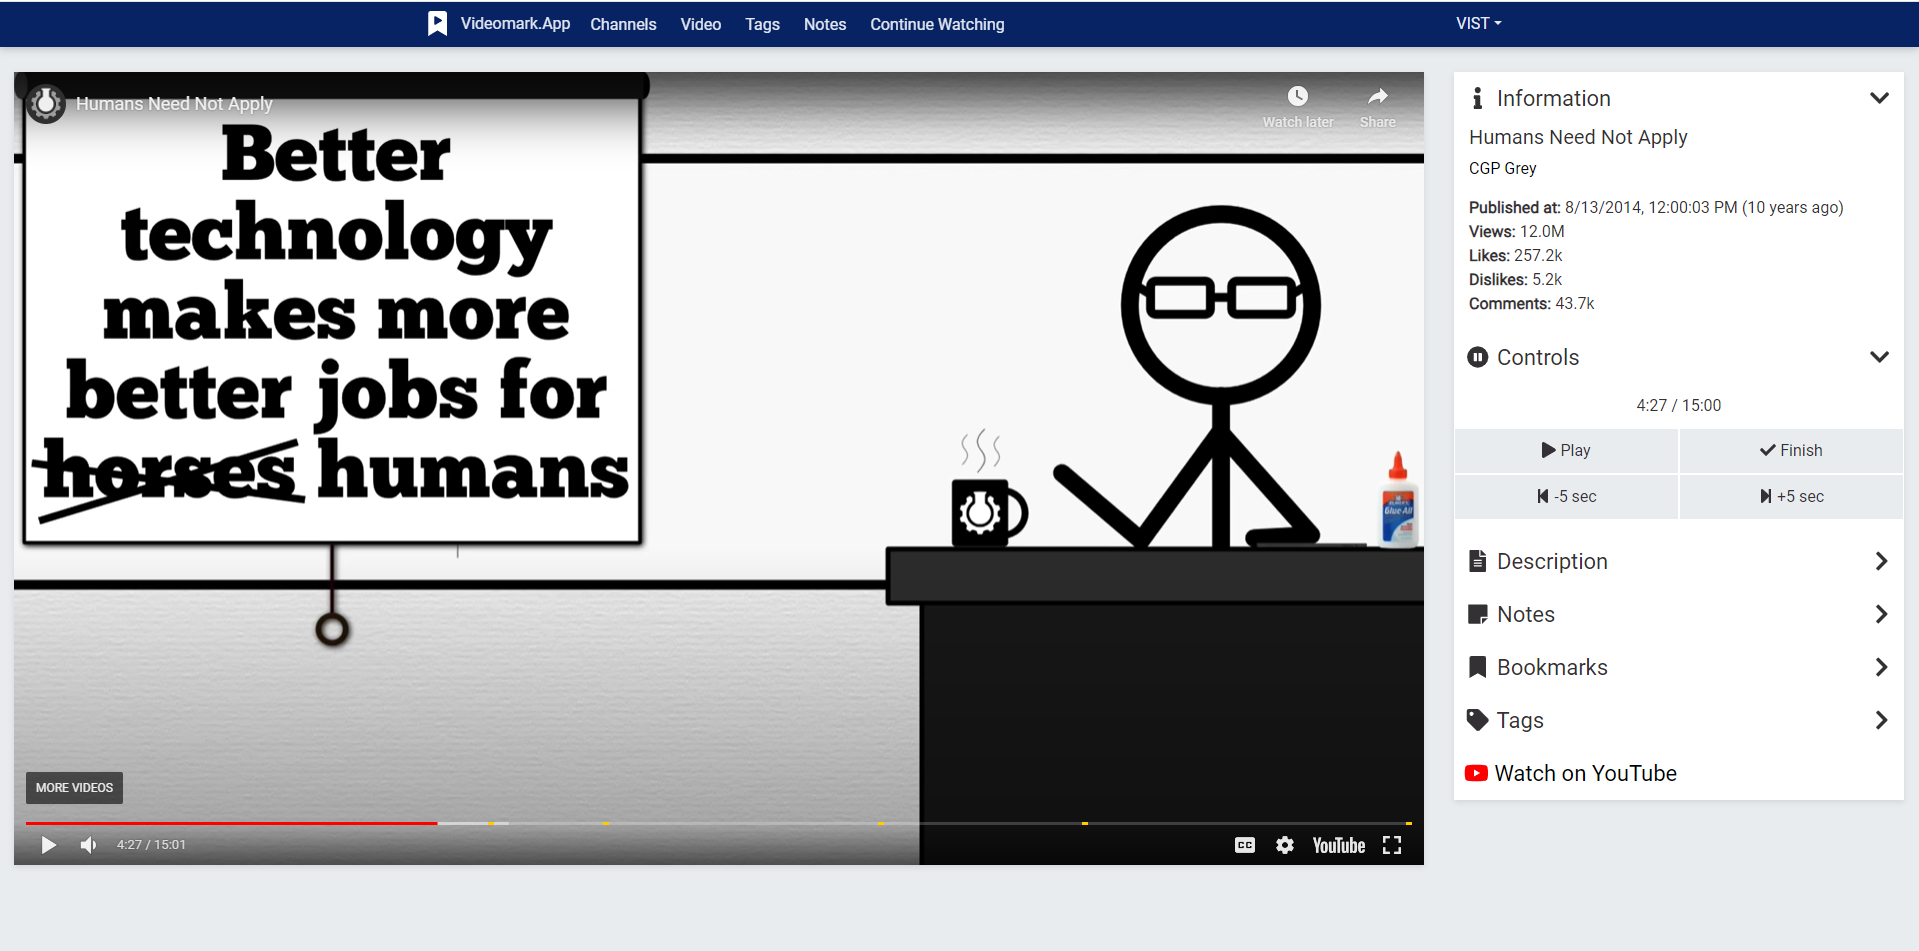 Videomark.App Channels Video Tags Notes Continue Watching VIST
Humans Need Not Apply
Watch later Share
Better
technology
makes more
better jobs for
horses humans
Glue-All
MORE VIDEOS
4:27 / 15:01
CC YouTube
Information
Humans Need Not Apply
CGP Grey
Published at: 8/13/2014, 12:00:03 PM (10 years ago)
Views: 12.0M
Likes: 257.2k
Dislikes: 5.2k
Comments: 43.7k
Controls
4:27 / 15:00
Play Finish
-5 sec +5 sec
Description
Notes
Bookmarks
Tags
Watch on YouTube